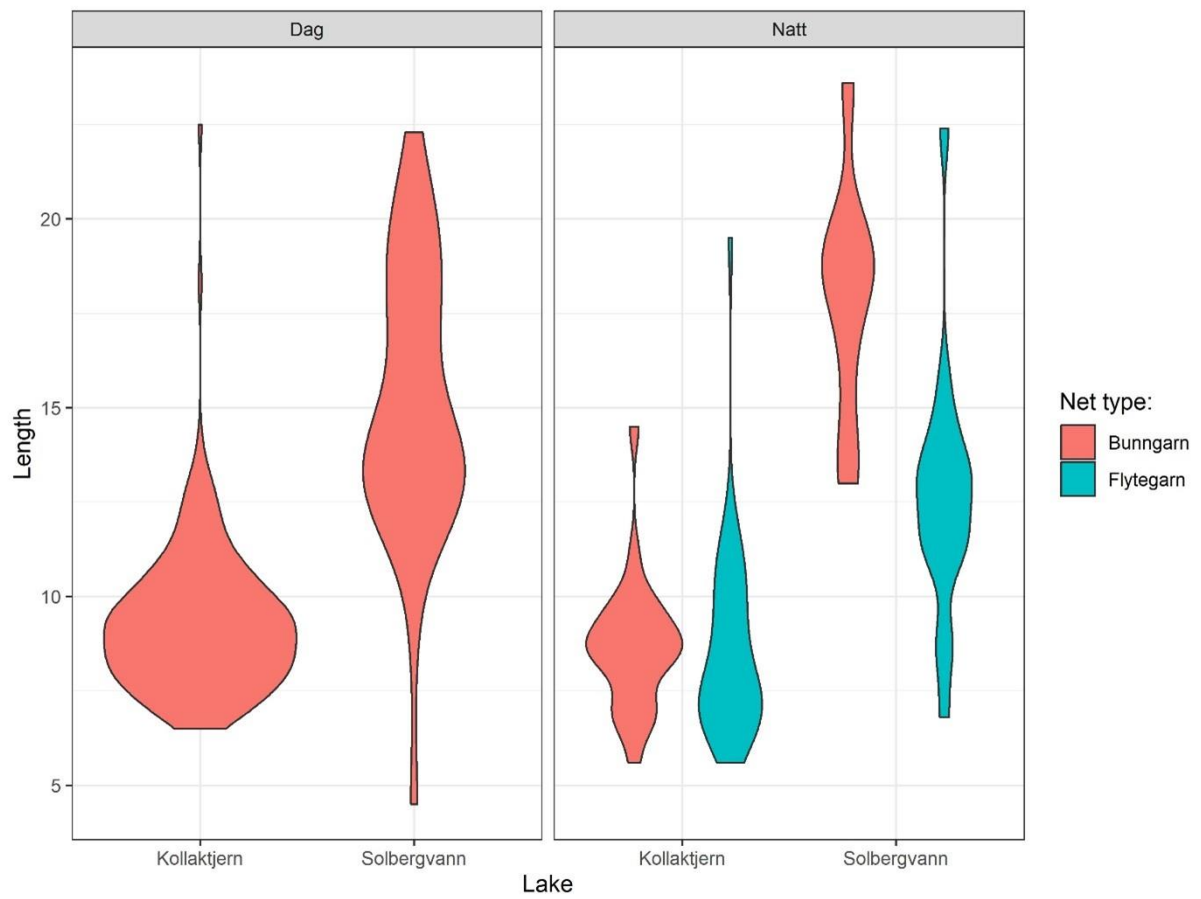 Dag
Natt
Length
20
15
10
5
Kollaktjern
Solbergvann
Kollaktjern
Solbergvann
Lake
Net type:
Bunngarn
Flytegarn